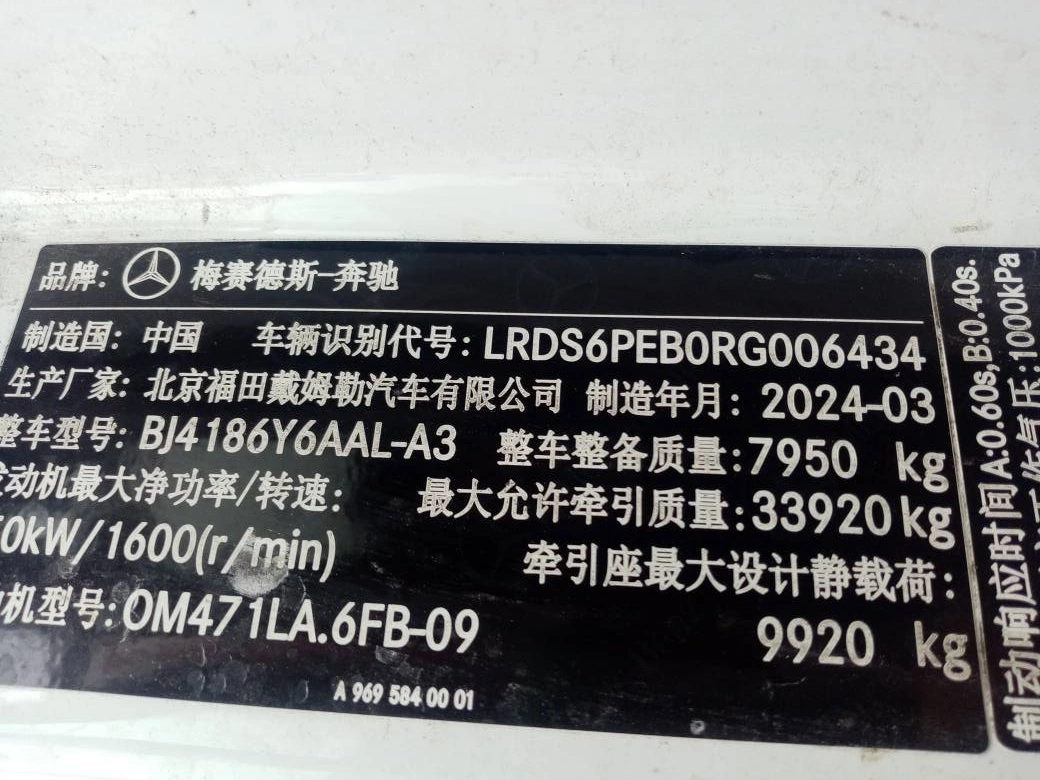 品牌: 梅赛德斯-奔驰
制造国: 中国 车辆识别代号: LRDS6PEB0RG006434
生产厂家: 北京福田戴姆勒汽车有限公司 制造年月: 2024-03
整车型号: BJ4186Y6AAL-A3 整车整备质量: 7950 kg
发动机最大净功率/转速: 最大允许牵引质量: 33920 kg
0kW/1600(r/min) 牵引座最大设计静载荷:
机型号: OM471LA.6FB-09 9920 kg
A 969 584 00 01
制动响应时间A:0.60s,B:0.40s.
工作气压:1000kPa